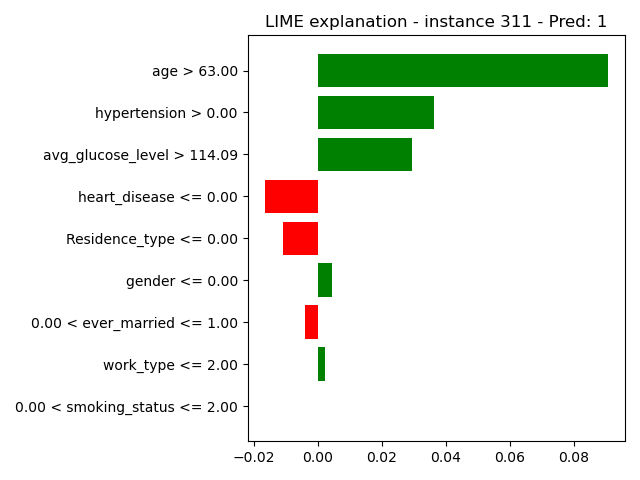 LIME explanation - instance 311 - Pred: 1
age > 63.00
hypertension > 0.00
avg_glucose_level > 114.09
heart_disease <= 0.00
Residence_type <= 0.00
gender <= 0.00
0.00 < ever_married <= 1.00
work_type <= 2.00
0.00 < smoking_status <= 2.00
−0.02 0.00 0.02 0.04 0.06 0.08